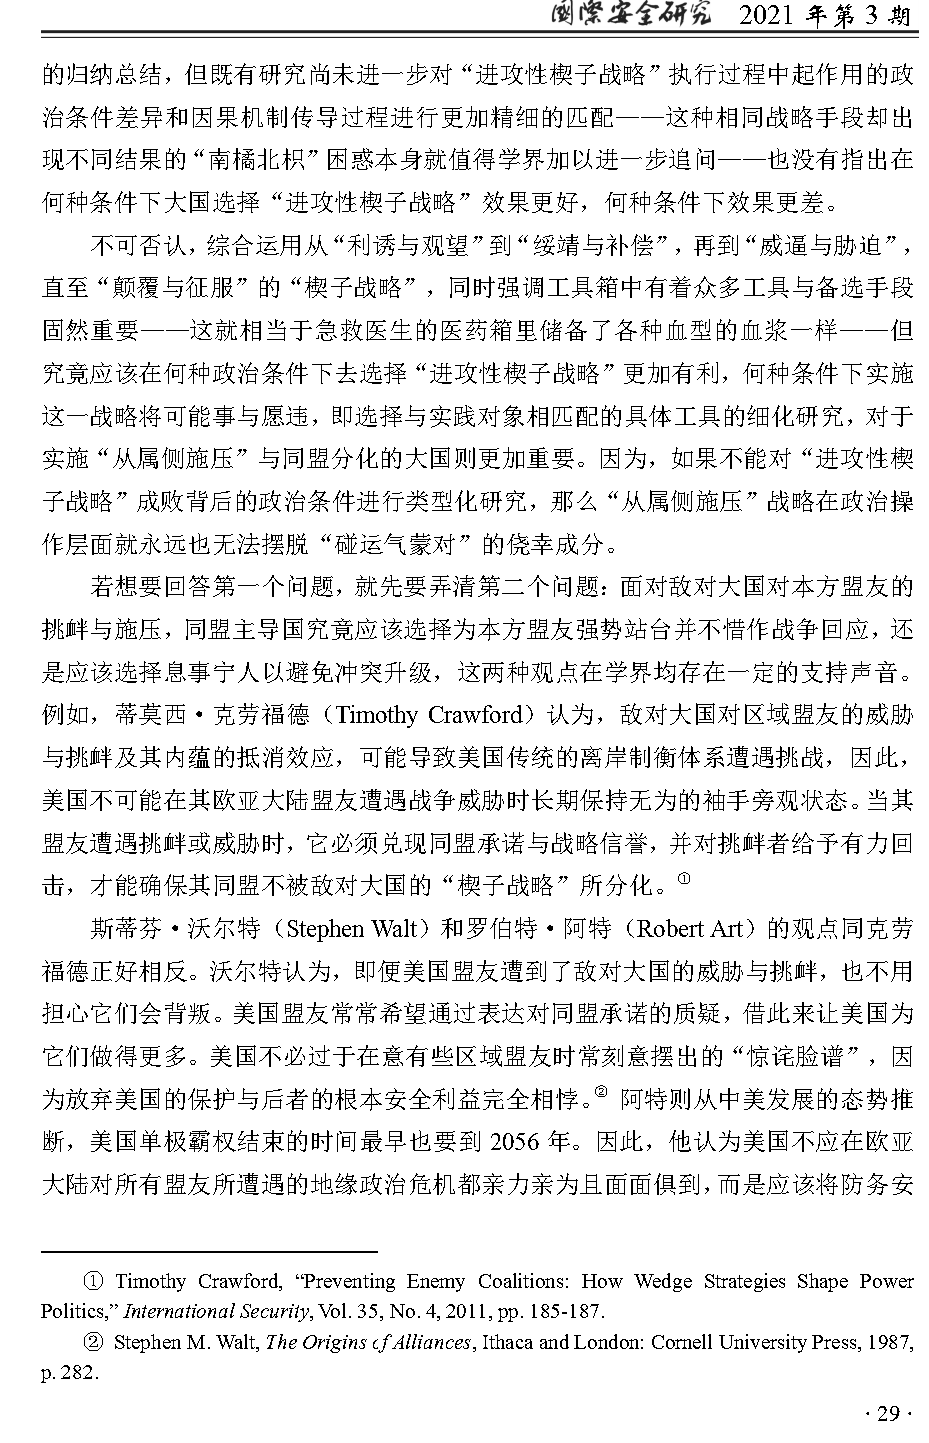 國際安全研究 2021 年第 3 期
的归纳总结，但既有研究尚未进一步对“进攻性楔子战略”执行过程中起作用的政
治条件差异和因果机制传导过程进行更加精细的匹配——这种相同战略手段却出
现不同结果的“南橘北枳”困惑本身就值得学界加以进一步追问——也没有指出在
何种条件下大国选择“进攻性楔子战略”效果更好，何种条件下效果更差。
不可否认，综合运用从“利诱与观望”到“绥靖与补偿”，再到“威逼与胁迫”，
直至“颠覆与征服”的“楔子战略”，同时强调工具箱中有着众多工具与备选手段
固然重要——这就相当于急救医生的医药箱里储备了各种血型的血浆一样——但
究竟应该在何种政治条件下去选择“进攻性楔子战略”更加有利，何种条件下实施
这一战略将可能事与愿违，即选择与实践对象相匹配的具体工具的细化研究，对于
实施“从属侧施压”与同盟分化的大国则更加重要。因为，如果不能对“进攻性楔
子战略”成败背后的政治条件进行类型化研究，那么“从属侧施压”战略在政治操
作层面就永远也无法摆脱“碰运气蒙对”的侥幸成分。
若想要回答第一个问题，就先要弄清第二个问题：面对敌对大国对本方盟友的
挑衅与施压，同盟主导国究竟应该选择为本方盟友强势站台并不惜作战争回应，还
是应该选择息事宁人以避免冲突升级，这两种观点在学界均存在一定的支持声音。
例如，蒂莫西·克劳福德（Timothy Crawford）认为，敌对大国对区域盟友的威胁
与挑衅及其内蕴的抵消效应，可能导致美国传统的离岸制衡体系遭遇挑战，因此，
美国不可能在其欧亚大陆盟友遭遇战争威胁时长期保持无为的袖手旁观状态。当其
盟友遭遇挑衅或威胁时，它必须兑现同盟承诺与战略信誉，并对挑衅者给予有力回
击，才能确保其同盟不被敌对大国的“楔子战略”所分化。①
斯蒂芬·沃尔特（Stephen Walt）和罗伯特·阿特（Robert Art）的观点同克劳
福德正好相反。沃尔特认为，即便美国盟友遭到了敌对大国的威胁与挑衅，也不用
担心它们会背叛。美国盟友常常希望通过表达对同盟承诺的质疑，借此来让美国为
它们做得更多。美国不必过于在意有些区域盟友时常刻意摆出的“惊诧脸谱”，因
为放弃美国的保护与后者的根本安全利益完全相悖。② 阿特则从中美发展的态势推
断，美国单极霸权结束的时间最早也要到 2056 年。因此，他认为美国不应在欧亚
大陆对所有盟友所遭遇的地缘政治危机都亲力亲为且面面俱到，而是应该将防务安
① Timothy Crawford, “Preventing Enemy Coalitions: How Wedge Strategies Shape Power
Politics,” International Security, Vol. 35, No. 4, 2011, pp. 185-187.
② Stephen M. Walt, The Origins of Alliances, Ithaca and London: Cornell University Press, 1987,
p. 282.
· 29 ·